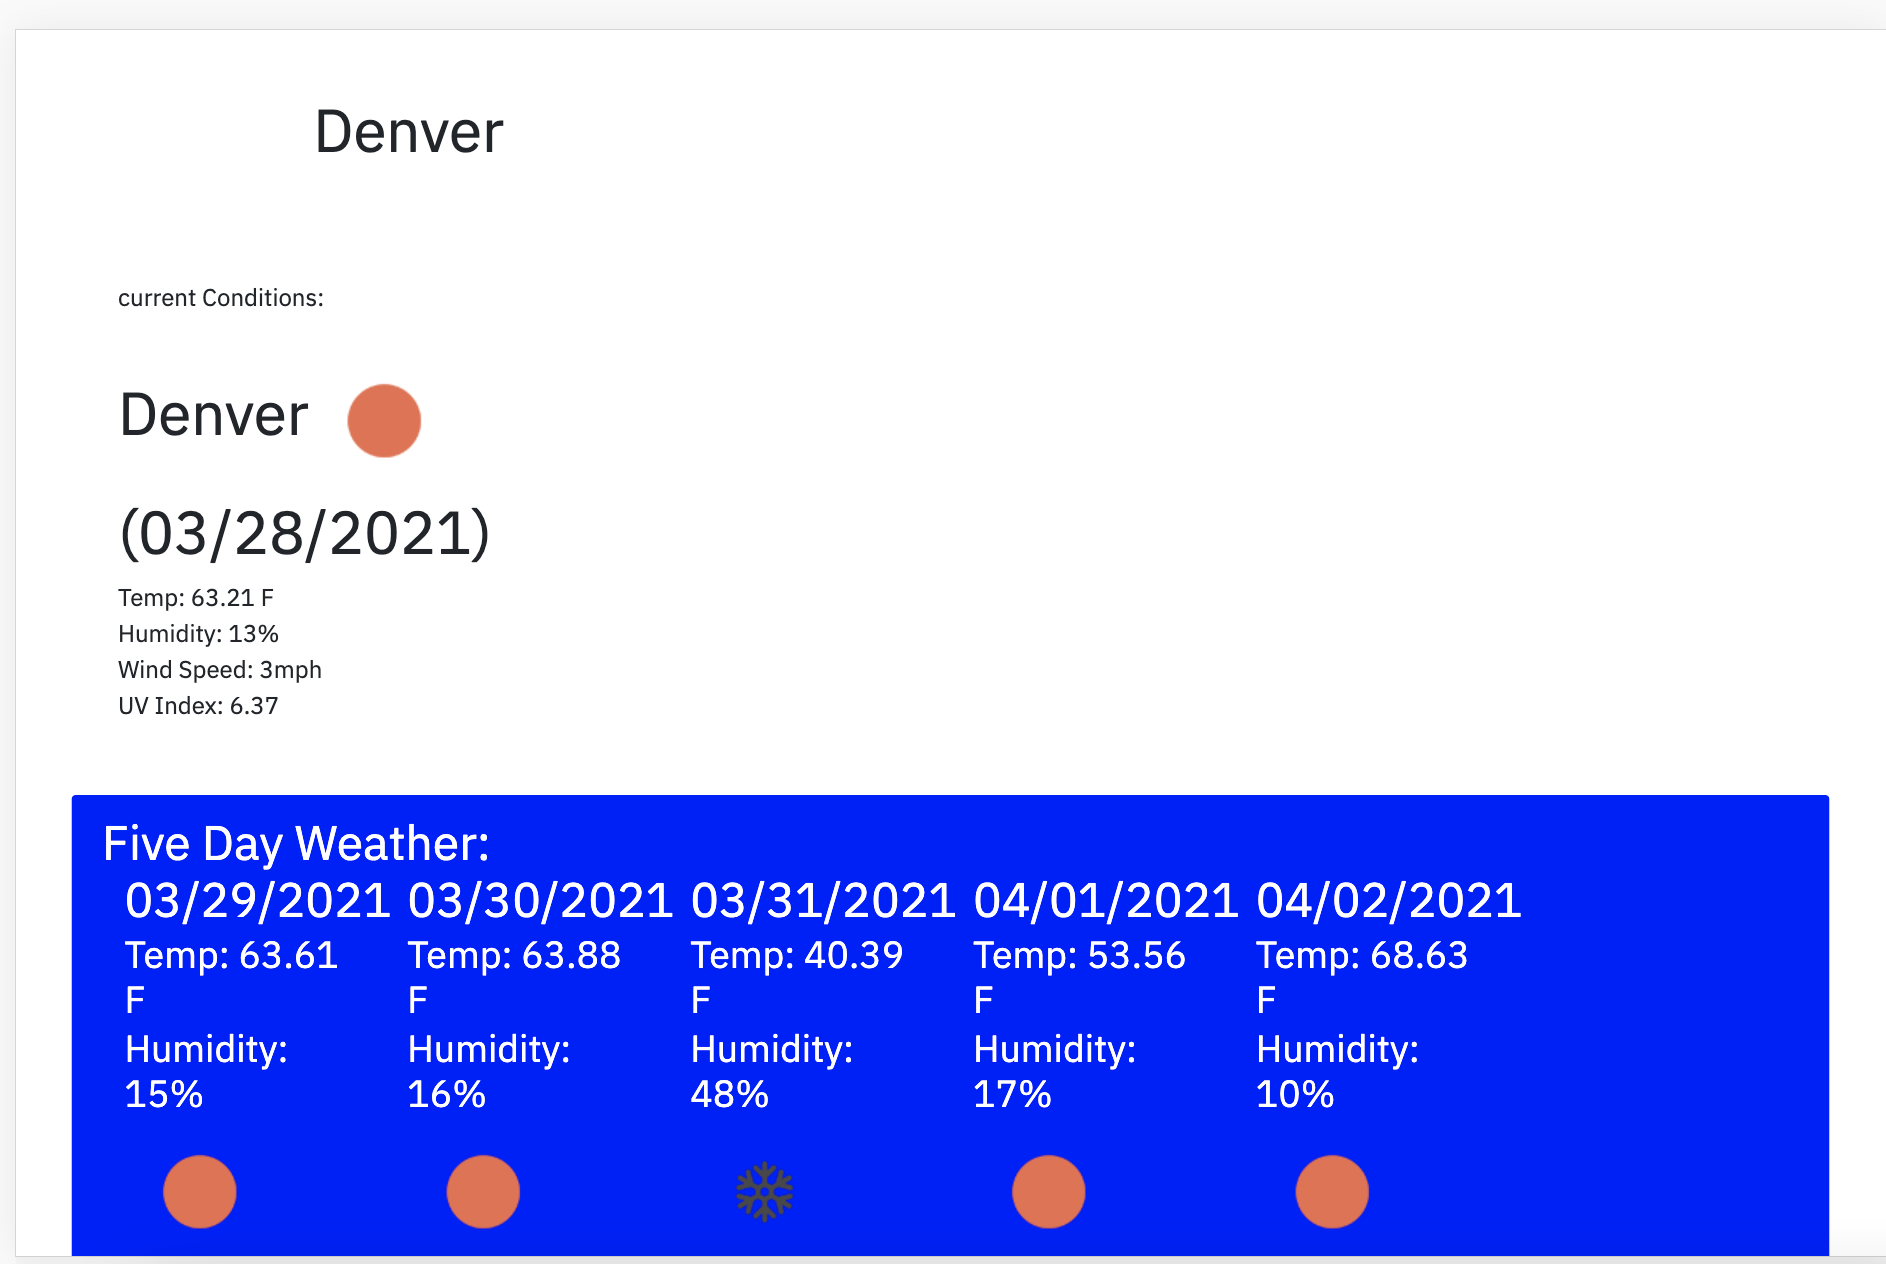 Denver
current Conditions:
Denver
(03/28/2021)
Temp: 63.21 F
Humidity: 13%
Wind Speed: 3mph
UV Index: 6.37
Five Day Weather:
03/29/2021
Temp: 63.61
F
Humidity:
15%
03/30/2021
Temp: 63.88
F
Humidity:
16%
03/31/2021
Temp: 40.39
F
Humidity:
48%
04/01/2021
Temp: 53.56
F
Humidity:
17%
04/02/2021
Temp: 68.63
F
Humidity:
10%